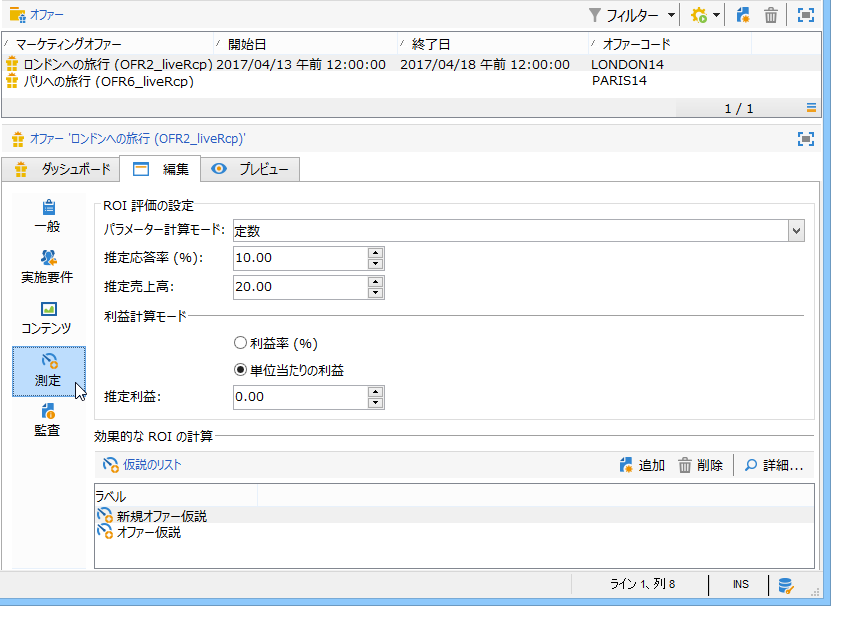 オファー
フィルター
マーケティングオファー 開始日 終了日 オファーコード
ロンドンへの旅行 (OFR2_liveRcp) 2017/04/13 午前 12:00:00 2017/04/18 午前 12:00:00 LONDON14
パリへの旅行 (OFR6_liveRcp) PARIS14
1 / 1
オファー 'ロンドンへの旅行 (OFR2_liveRcp)'
ダッシュボード 編集 プレビュー
一般
実施要件
コンテンツ
測定
監査
ROI 評価の設定
パラメーター計算モード: 定数
推定応答率 (%): 10.00
推定売上高: 20.00
利益計算モード
利益率 (%)
単位当たりの利益
推定利益: 0.00
効果的な ROI の計算
仮説のリスト 追加 削除 詳細...
ラベル
新規オファー仮説
オファー仮説
ライン 1、列 8 INS